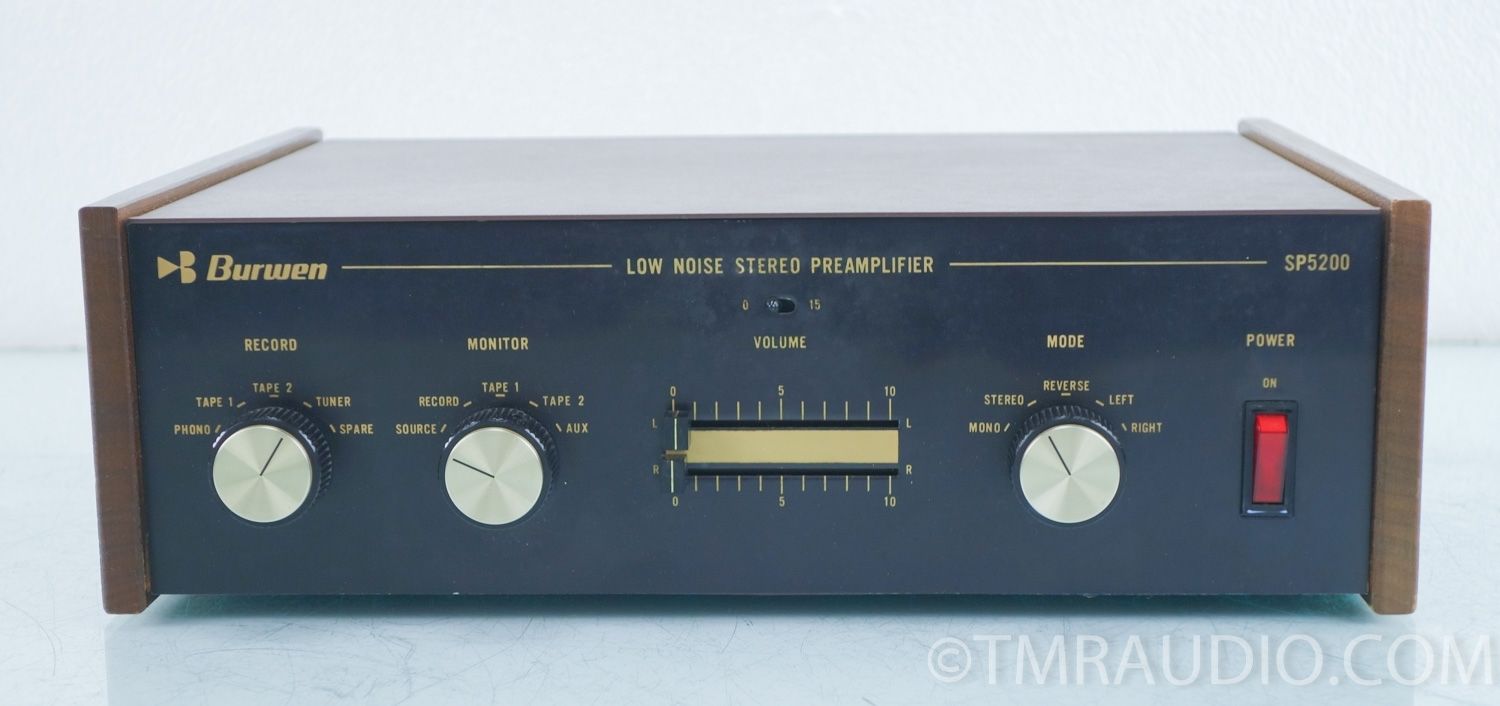 Burwen LOW NOISE STEREO PREAMPLIFIER SP5200
0 15
RECORD MONITOR VOLUME MODE POWER
TAPE 2 TAPE 1 0 5 10 REVERSE ON
TAPE 1 TUNER RECORD TAPE 2 STEREO LEFT
PHONO SPARE SOURCE AUX L L MONO RIGHT
R R
0 5 10
©TMRAUDIO.COM